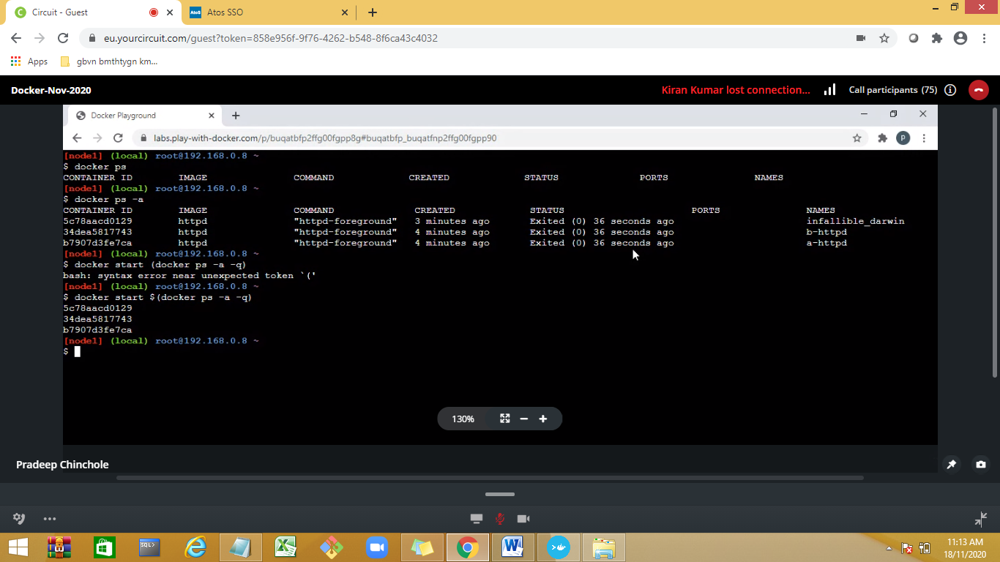 Circuit - Guest
Atos SSO
eu.yourcircuit.com/guest?token=858e956f-9f76-4262-b548-8f6ca43c4032
Apps
gbvn bmthtygn km...
Docker-Nov-2020
Kiran Kumar lost connection...
Call participants (75)
Docker Playground
labs.play-with-docker.com/p/buqatbfp2ffg00fgpp8g#buqatbfp_buqatfnp2ffg00fgpp90
[node1] (local) root@192.168.0.8 ~
$ docker ps
CONTAINER ID IMAGE COMMAND CREATED STATUS PORTS NAMES
[node1] (local) root@192.168.0.8 ~
$ docker ps -a
CONTAINER ID IMAGE COMMAND CREATED STATUS PORTS NAMES
5c78aacd0129 httpd "httpd-foreground" 3 minutes ago Exited (0) 36 seconds ago infallible_darwin
34dea5817743 httpd "httpd-foreground" 4 minutes ago Exited (0) 36 seconds ago b-httpd
b7907d3fe7ca httpd "httpd-foreground" 4 minutes ago Exited (0) 36 seconds ago a-httpd
[node1] (local) root@192.168.0.8 ~
$ docker start (docker ps -a -q)
bash: syntax error near unexpected token `('
[node1] (local) root@192.168.0.8 ~
$ docker start $(docker ps -a -q)
5c78aacd0129
34dea5817743
b7907d3fe7ca
[node1] (local) root@192.168.0.8 ~
$
130%
Pradeep Chinchole
SQL>
11:13 AM
18/11/2020